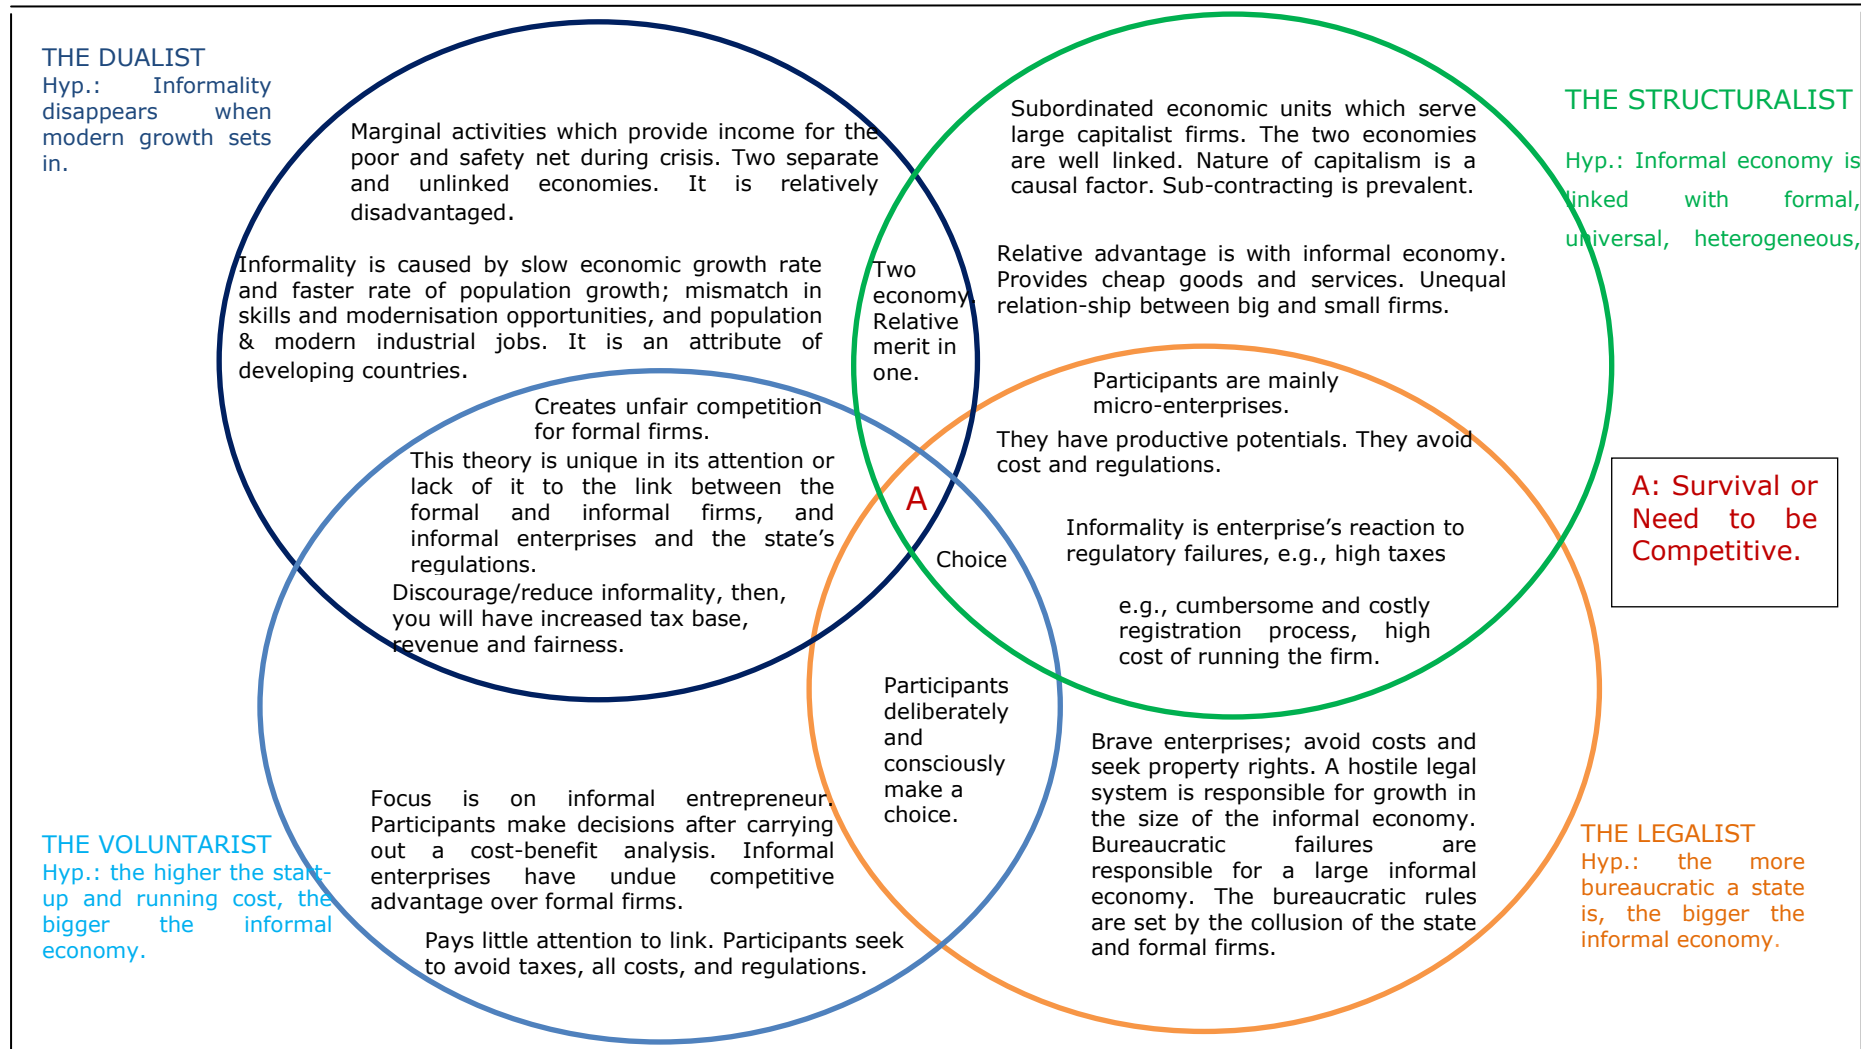 THE DUALIST
Hyp.: Informality
disappears when
modern growth sets
in.
Marginal activities which provide income for the
poor and safety net during crisis. Two separate
and unlinked economies. It is relatively
disadvantaged.
Informality is caused by slow economic growth rate
and faster rate of population growth; mismatch in
skills and modernisation opportunities, and population
& modern industrial jobs. It is an attribute of
developing countries.
Two
economy.
Relative
merit in
one.
Subordinated economic units which serve
large capitalist firms. The two economies
are well linked. Nature of capitalism is a
causal factor. Sub-contracting is prevalent.
Relative advantage is with informal economy.
Provides cheap goods and services. Unequal
relation-ship between big and small firms.
THE STRUCTURALIST
Hyp.: Informal economy is
linked with formal,
universal, heterogeneous,
Creates unfair competition
for formal firms.
This theory is unique in its attention or
lack of it to the link between the
formal and informal firms, and
informal enterprises and the state's
regulations.
Discourage/reduce informality, then,
you will have increased tax base,
revenue and fairness.
A
Choice
Participants are mainly
micro-enterprises.
They have productive potentials. They avoid
cost and regulations.
Informality is enterprise's reaction to
regulatory failures, e.g., high taxes
e.g., cumbersome and costly
registration process, high
cost of running the firm.
A: Survival or
Need to be
Competitive.
Participants
deliberately
and
consciously
make a
choice.
THE VOLUNTARIST
Hyp.: the higher the start-
up and running cost, the
bigger the informal
economy.
Focus is on informal entrepreneur.
Participants make decisions after carrying
out a cost-benefit analysis. Informal
enterprises have undue competitive
advantage over formal firms.
Pays little attention to link. Participants seek
to avoid taxes, all costs, and regulations.
Brave enterprises; avoid costs and
seek property rights. A hostile legal
system is responsible for growth in
the size of the informal economy.
Bureaucratic failures are
responsible for a large informal
economy. The bureaucratic rules
are set by the collusion of the state
and formal firms.
THE LEGALIST
Hyp.: the more
bureaucratic a state
is, the bigger the
informal economy.